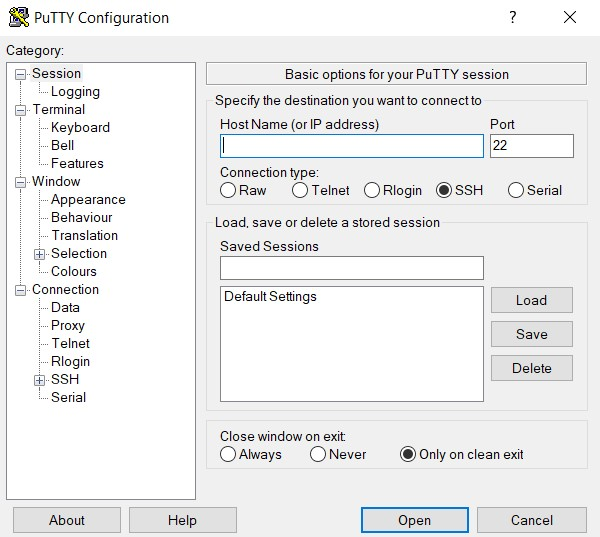 PuTTY Configuration
?
Category:
Session
Logging
Terminal
Keyboard
Bell
Features
Window
Appearance
Behaviour
Translation
Selection
Colours
Connection
Data
Proxy
Telnet
Rlogin
SSH
Serial
Basic options for your PuTTY session
Specify the destination you want to connect to
Host Name (or IP address) Port
22
Connection type:
Raw Telnet Rlogin SSH Serial
Load, save or delete a stored session
Saved Sessions
Default Settings
Load
Save
Delete
Close window on exit:
Always Never Only on clean exit
About Help Open Cancel